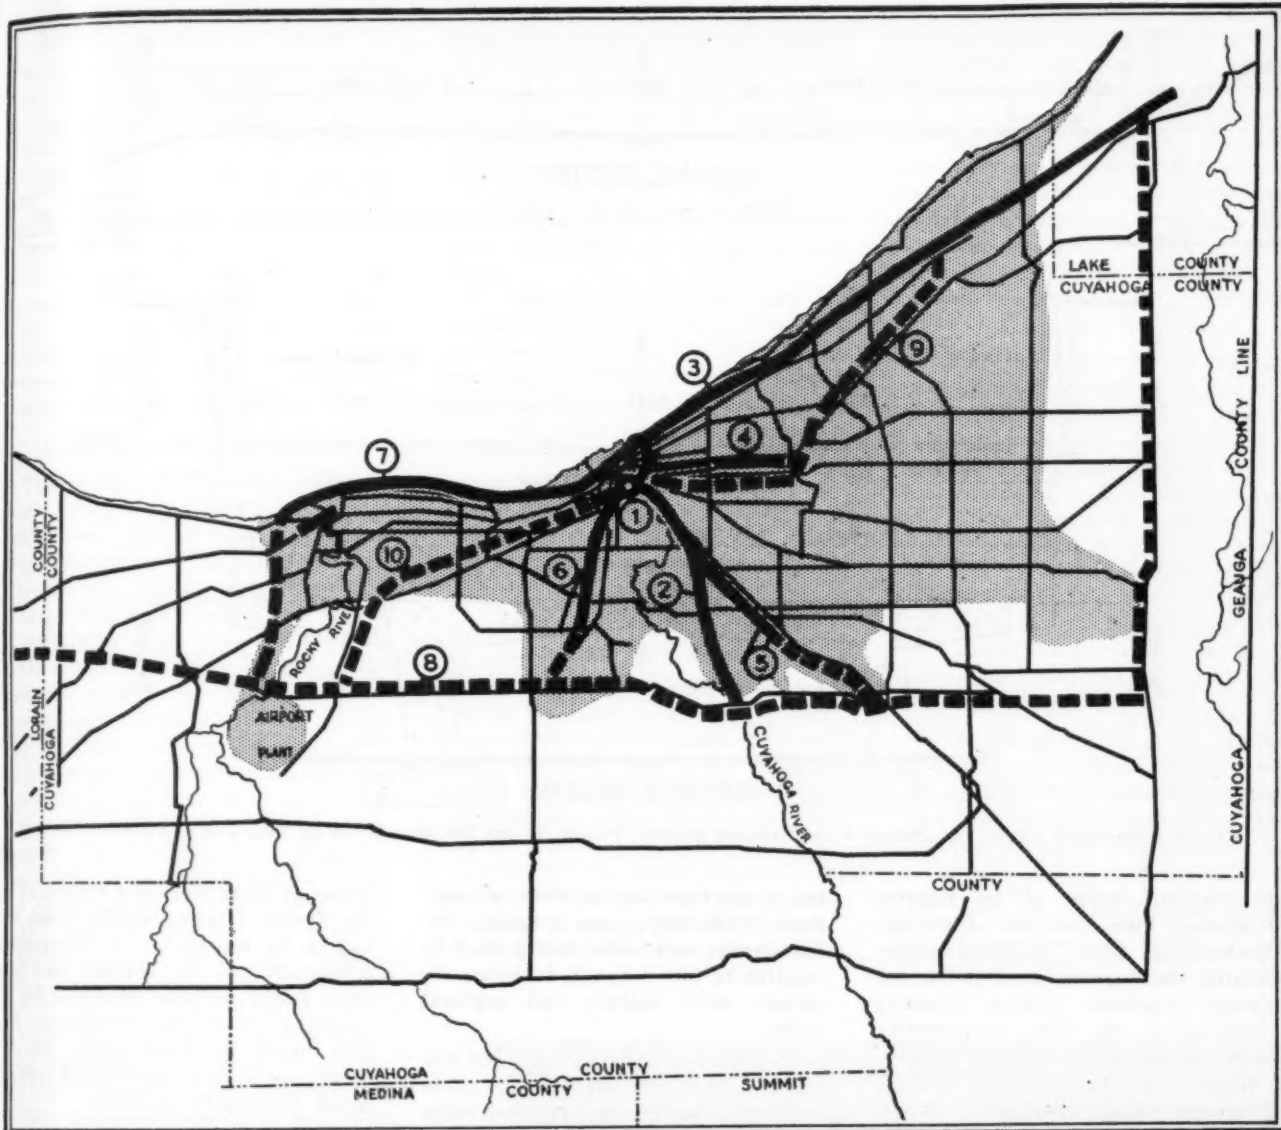 LAKE COUNTY
CUYAHOGA COUNTY
9
3
4
7
GEAUGA COUNTY LINE
CUYAHOGA
COUNTY
COUNTY
LORAIN
CUYAHOGA
1
10
6
2
ROCKY RIVER
5
8
AIRPORT
PLANT
CUYAHOGA RIVER
COUNTY
CUYAHOGA COUNTY SUMMIT
MEDINA COUNTY